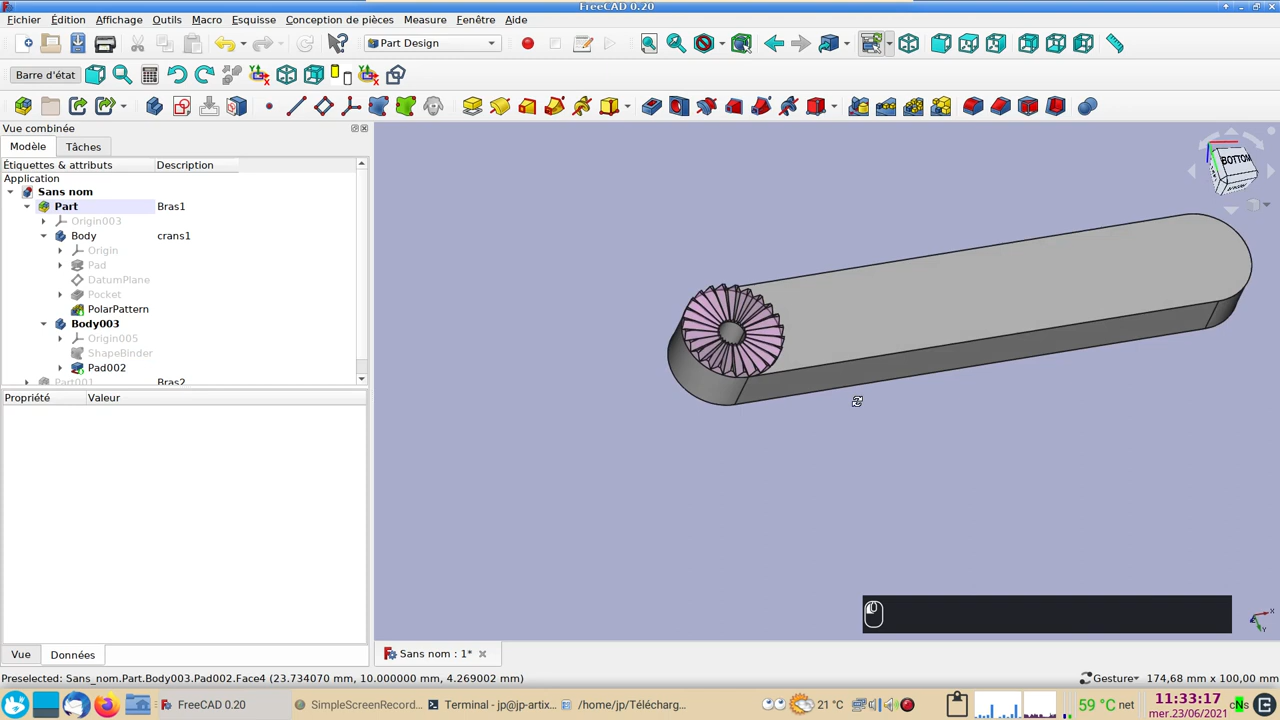 FreeCAD 0.20
Fichier Édition Affichage Outils Macro Esquisse Conception de pièces Measure Fenêtre Aide
Part Design
Barre d'état
Vue combinée
Modèle Tâches
Étiquettes & attributs Description
Application
Sans nom
Part Bras1
Origin003
Body crans1
Origin
Pad
DatumPlane
Pocket
PolarPattern
Body003
Origin005
ShapeBinder
Pad002
Part001 Bras2
Propriété Valeur
BOTTOM
Vue Données
Sans nom : 1*
Preselected: Sans_nom.Part.Body003.Pad002.Face4 (23.734070 mm, 10.000000 mm, 4.269002 mm)
Gesture 174,68 mm x 100,00 mm
FreeCAD 0.20 SimpleScreenRecord... Terminal - jp@jp-artix... /home/jp/Télécharg... 21 °C 59 °C net 11:33:17
mer.23/06/2021